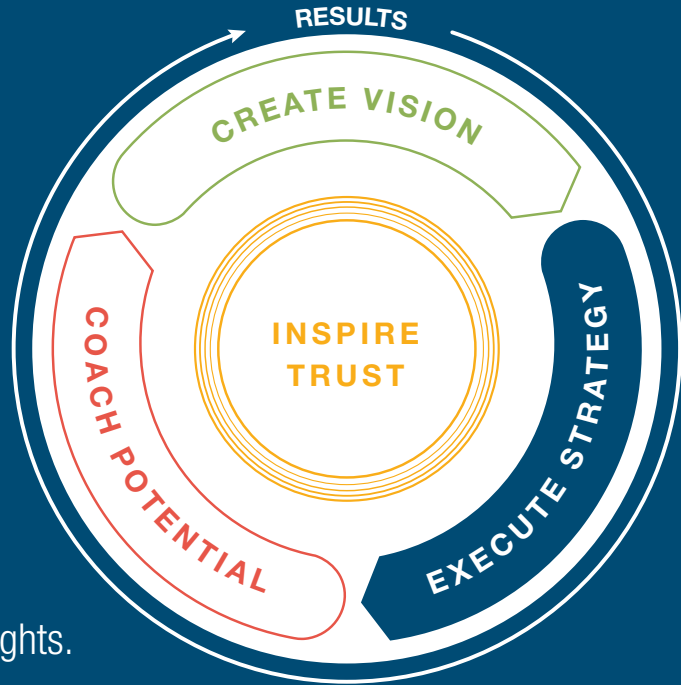 RESULTS
CREATE VISION
INSPIRE
TRUST
EXECUTE STRATEGY
COACH POTENTIAL
ghts.